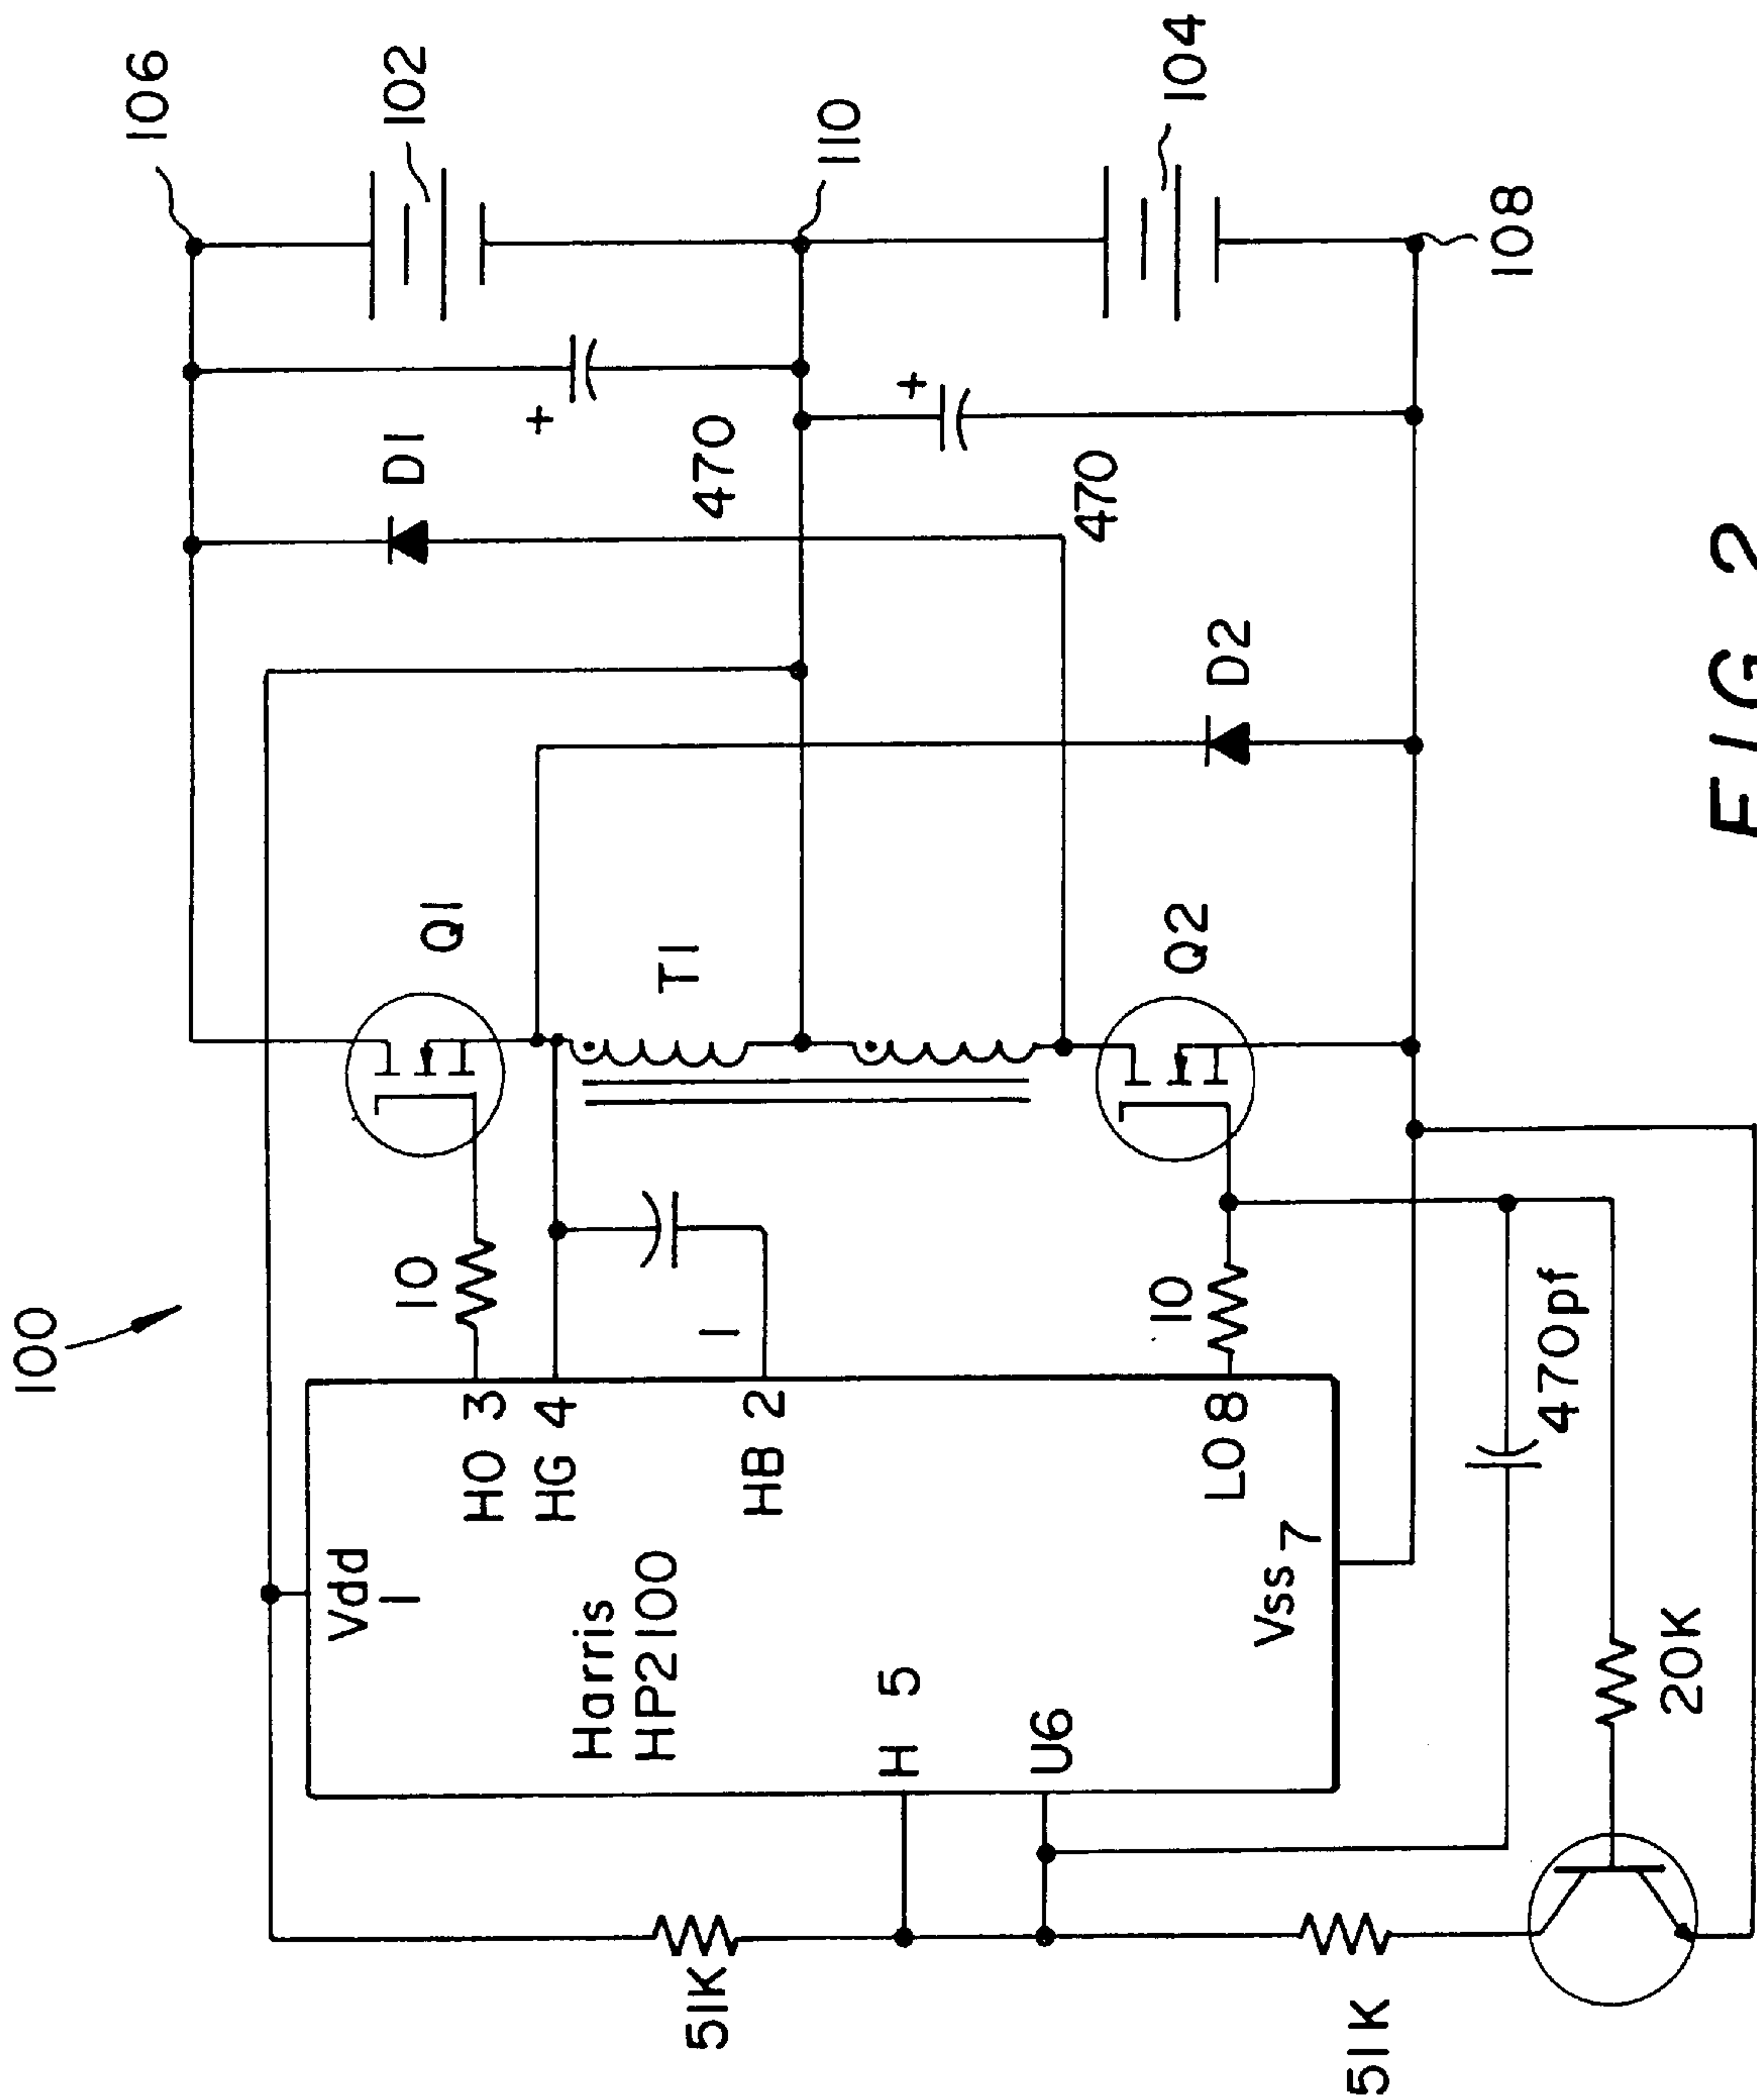 100
106
102
110
104
108
D1
+
470
+
470
D2
Q1
T1
Q2
10
1
10
Vdd
1
HO 3
HG 4
HB 2
LO 8
Harris
HP2100
H 5
U6
Vss 7
470pf
20K
51K
51K
FIG 2